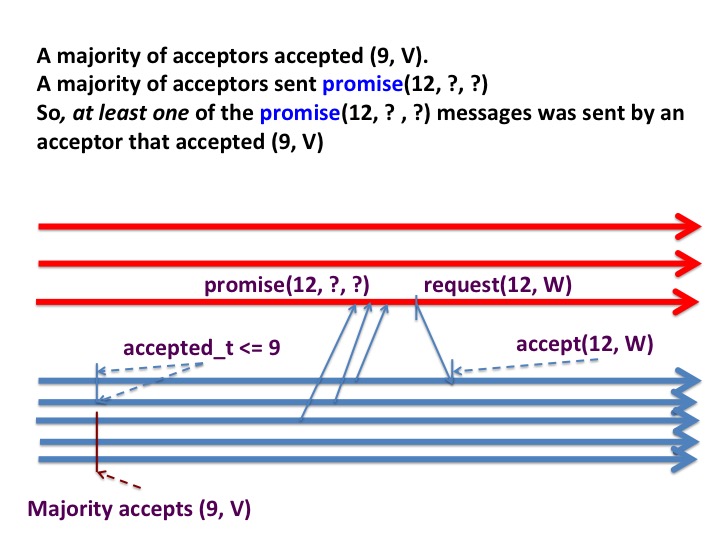 A majority of acceptors accepted (9, V).
A majority of acceptors sent promise(12, ?, ?)
So, at least one of the promise(12, ? , ?) messages was sent by an
acceptor that accepted (9, V)
promise(12, ?, ?)
request(12, W)
accepted_t <= 9
accept(12, W)
Majority accepts (9, V)